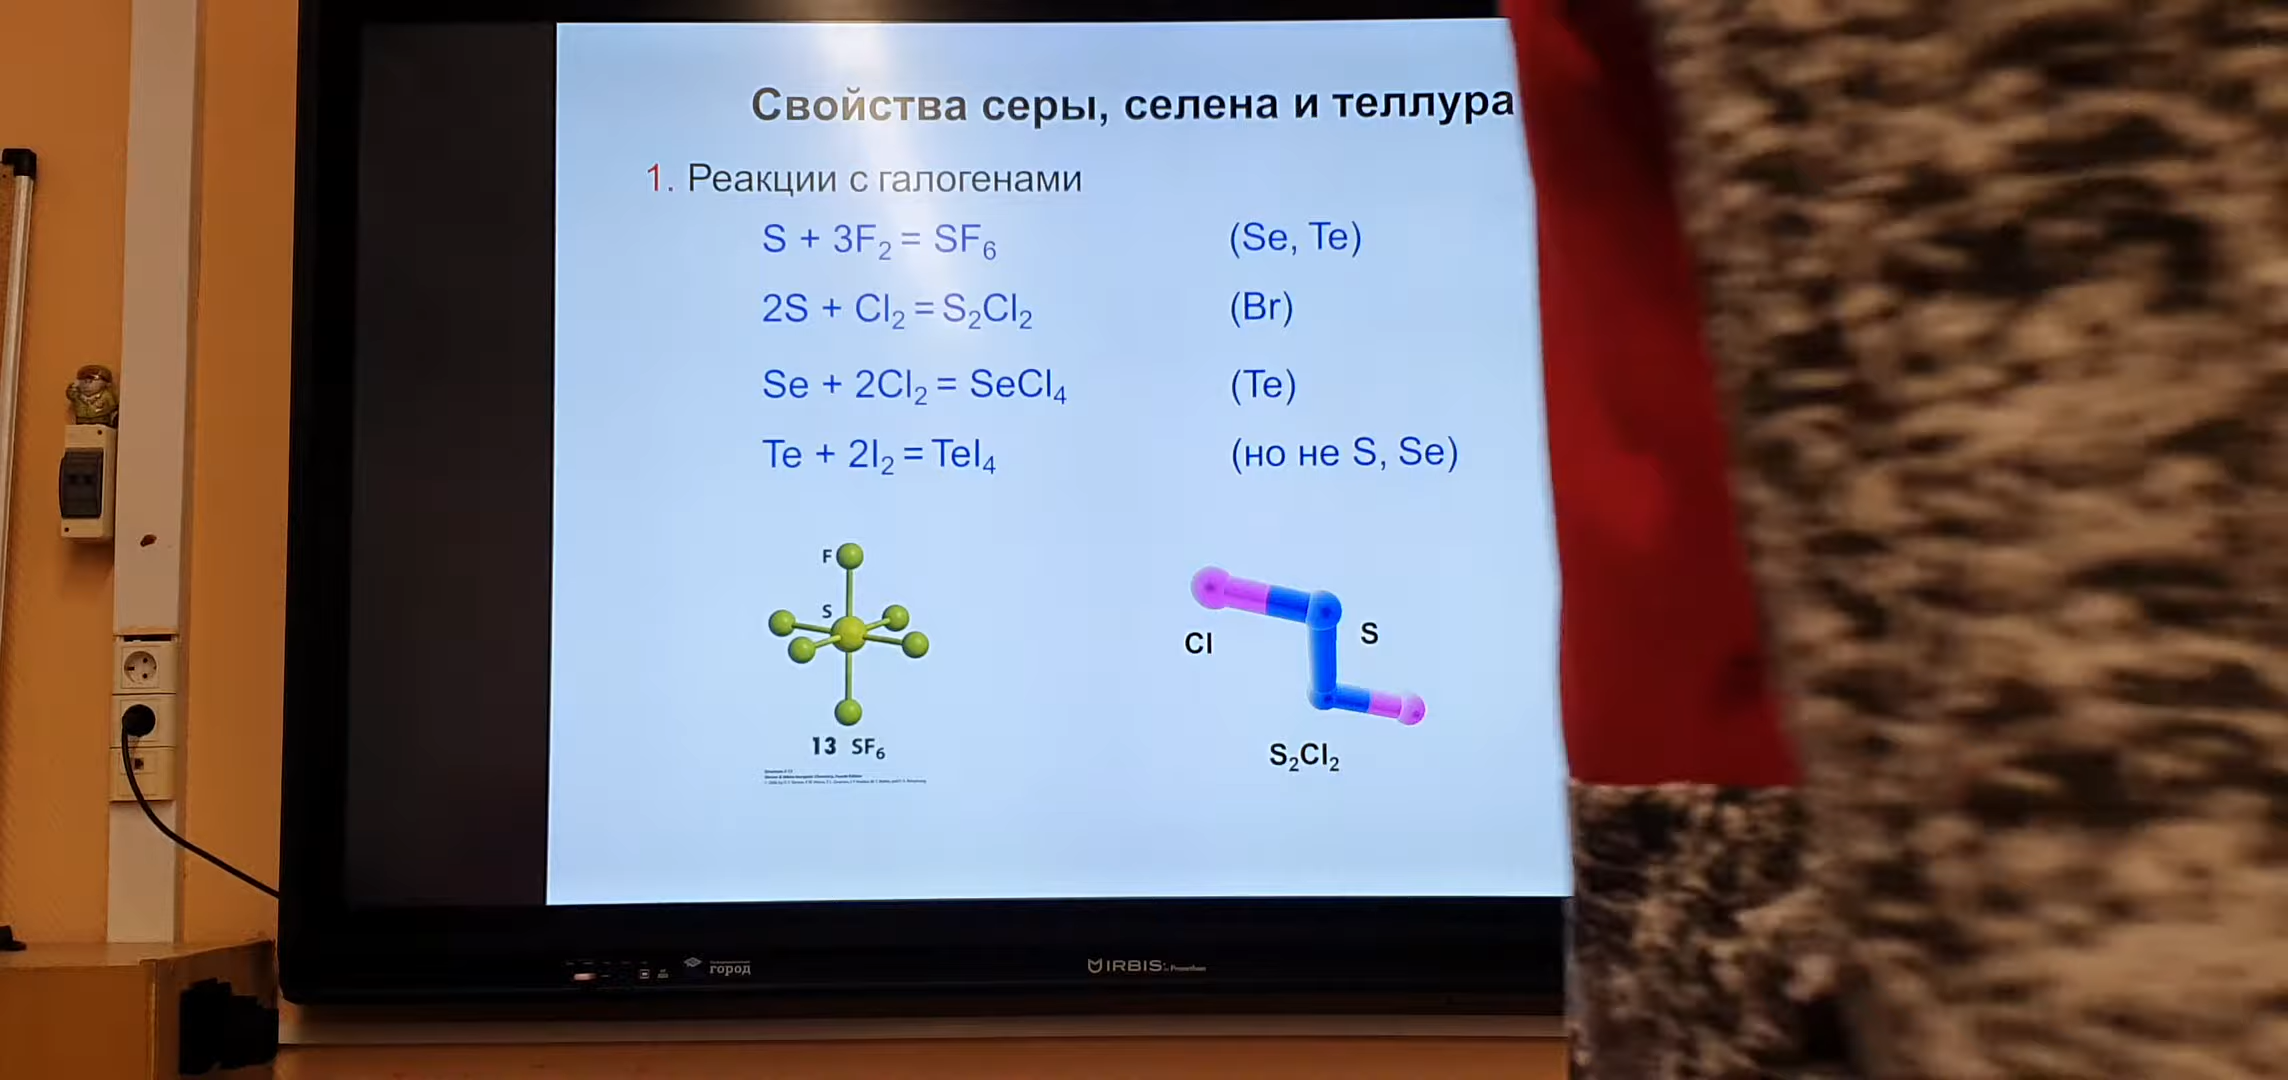 Свойства серы, селена и теллура
1. Реакции с галогенами
S + 3F₂ = SF₆ (Se, Te)
2S + Cl₂ = S₂Cl₂ (Br)
Se + 2Cl₂ = SeCl₄ (Te)
Te + 2I₂ = TeI₄ (но не S, Se)
F
S
Cl
S
13 SF₆
S₂Cl₂
город
IRBIS